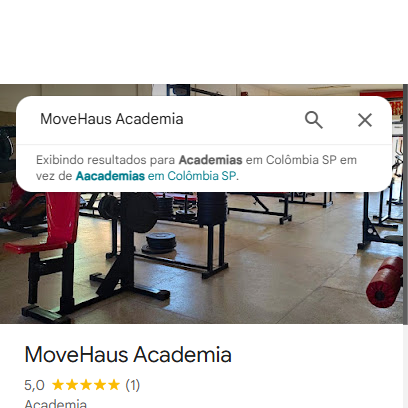 MoveHaus Academia
Exibindo resultados para Academias em Colômbia SP em
vez de Aacademias em Colômbia SP.
MoveHaus Academia
5,0 ★★★★★ (1)
Academia